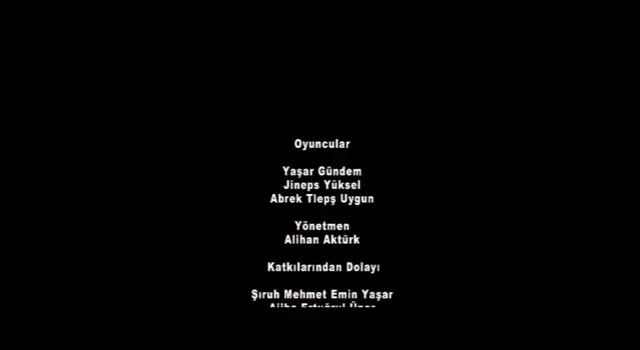 Oyuncular
Yaşar Gündem
Jineps Yüksel
Abrek Tlepş Uygun
Yönetmen
Alihan Aktürk
Katkılarından Dolayı
Şıruh Mehmet Emin Yaşar